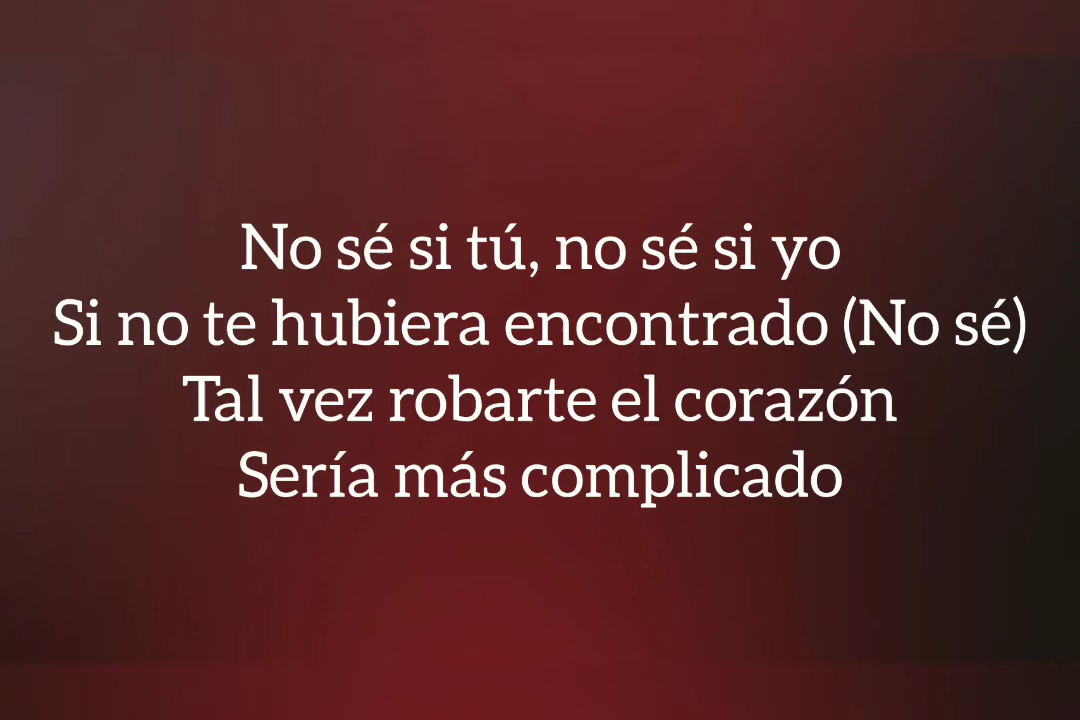 No sé si tú, no sé si yo
Si no te hubiera encontrado (No sé)
Tal vez robarte el corazón
Sería más complicado